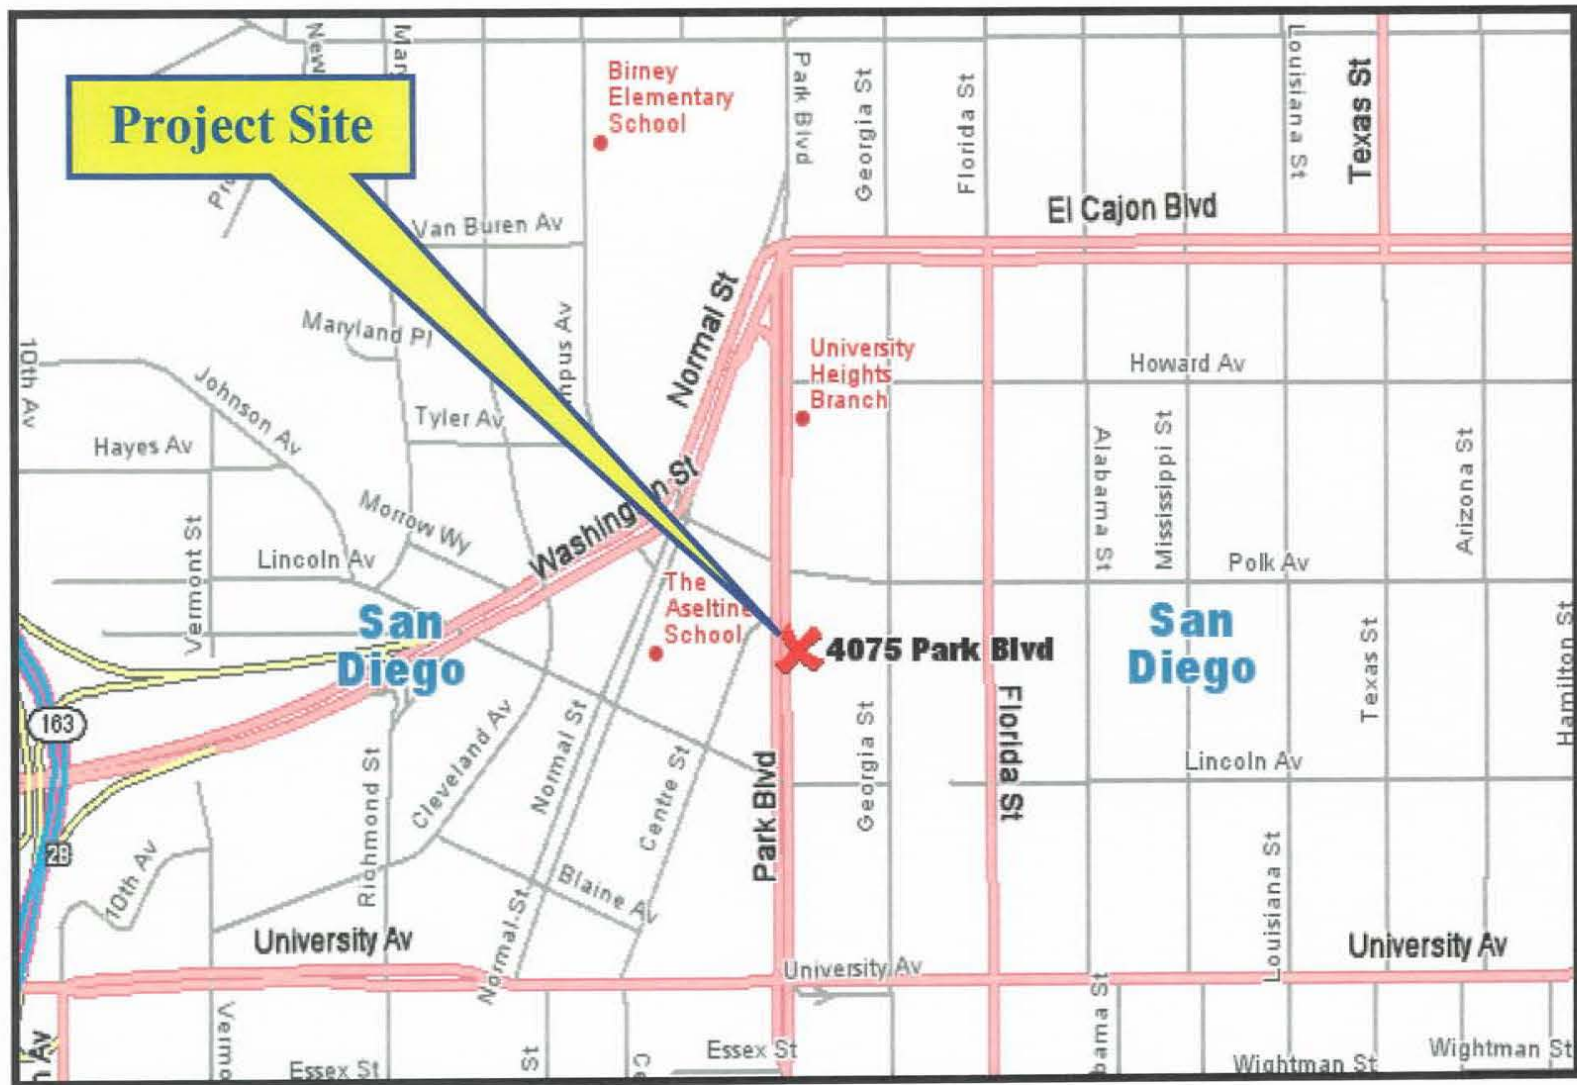 New
Mar
Park Blvd
Georgia St
Florida St
Louisiana St
Texas St
Birney
Elementary
School
Project Site
El Cajon Blvd
Van Buren Av
Maryland Pl
Normal St
10th Av
Johnson Av
Hayes Av
Tyler Av
University
Heights
Branch
Howard Av
Alabama St
Mississippi St
Arizona St
Washington St
Morrow Wy
Vermont St
Lincoln Av
Polk Av
The
Aseltine
School
San
Diego
4075 Park Blvd
San
Diego
Texas St
Hamilton St
163
Cleveland Av
Normal St
Centre St
Park Blvd
Georgia St
Florida St
Lincoln Av
Richmond St
28
10th Av
Blaine Av
Louisiana St
University Av
Normal St
University Av
University Av
Essex St
Essex St
Wightman St
Wightman St